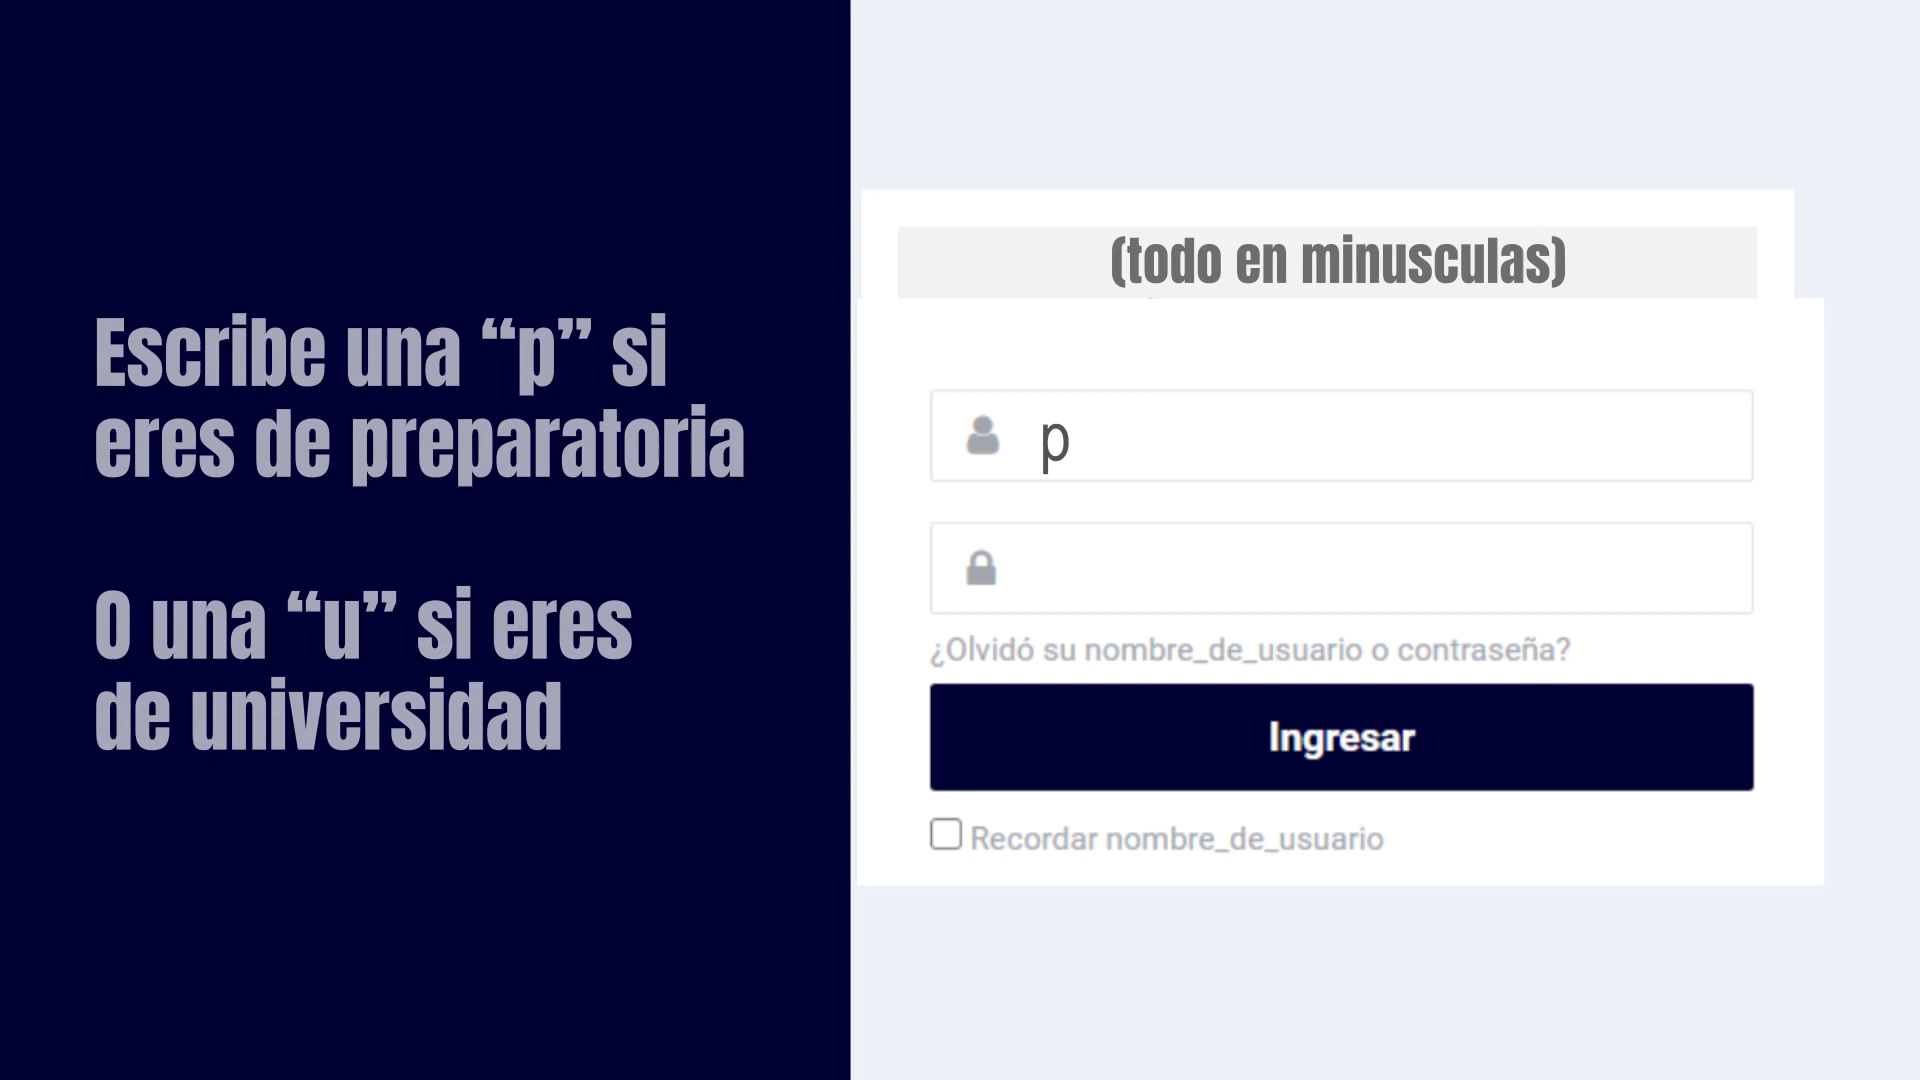 Escribe una “p” si
eres de preparatoria
O una “u” si eres
de universidad
(todo en minusculas)
p
¿Olvidó su nombre_de_usuario o contraseña?
Ingresar
Recordar nombre_de_usuario